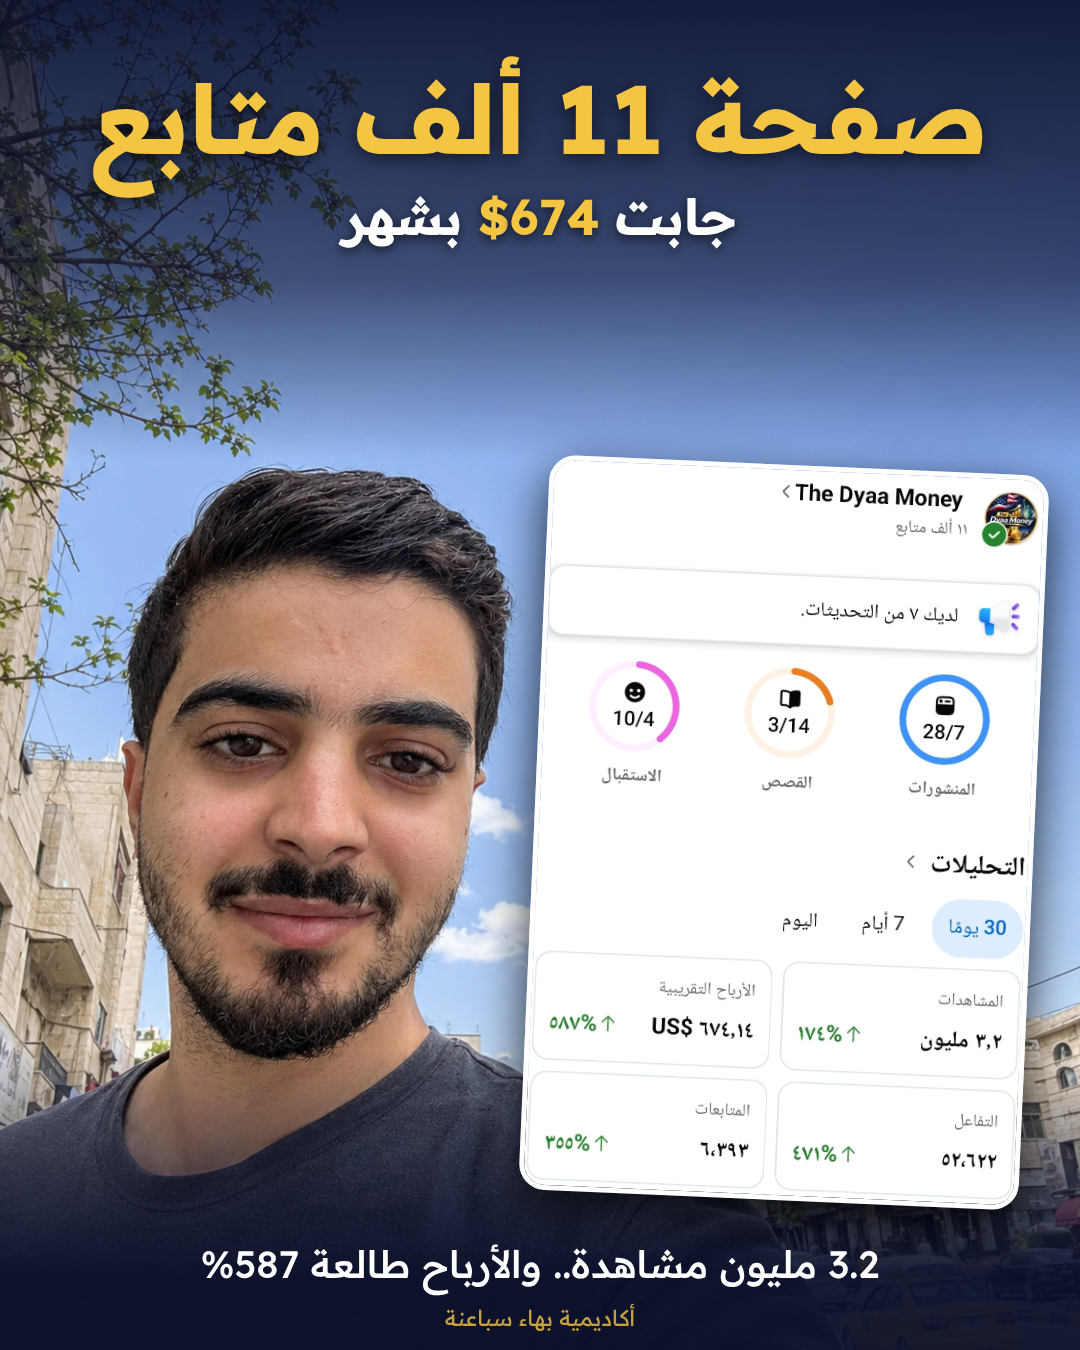 صفحة 11 ألف متابع
جابت 674$ بشهر
The Dyaa Money
١١ ألف متابع
Dyaa Money
لديك ٧ من التحديثات.
28/7
3/14
10/4
المنشورات
القصص
الاستقبال
التحليلات
30 يومًا
7 أيام
اليوم
المشاهدات
٣,٢ مليون
١٧٤%
الأرباح التقريبية
US$ ٦٧٤,١٤
٥٨٧%
التفاعل
٥٢،٦٢٢
٤٧١%
المتابعات
٦،٣٩٣
٣٥٥%
3.2 مليون مشاهدة.. والأرباح طالعة 587%
أكاديمية بهاء سباعنة